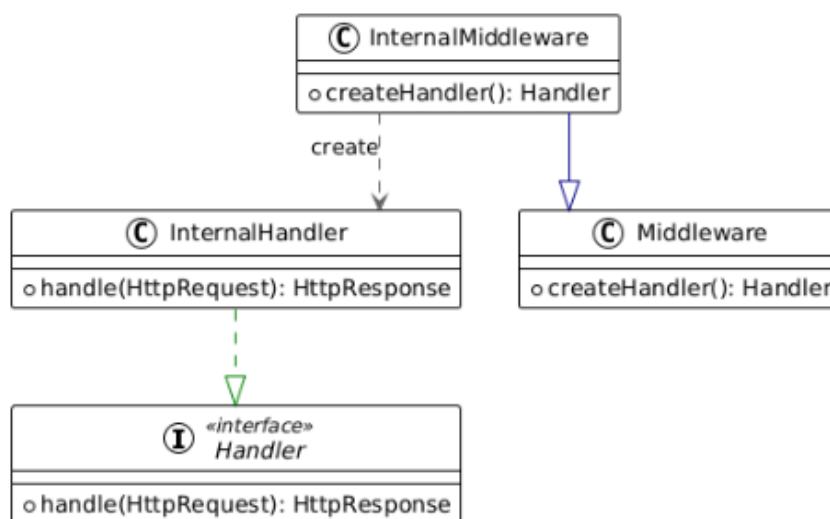 C InternalMiddleware
createHandler(): Handler
create
C InternalHandler
handle(HttpRequest): HttpResponse
C Middleware
createHandler(): Handler
I «interface»
Handler
handle(HttpRequest): HttpResponse